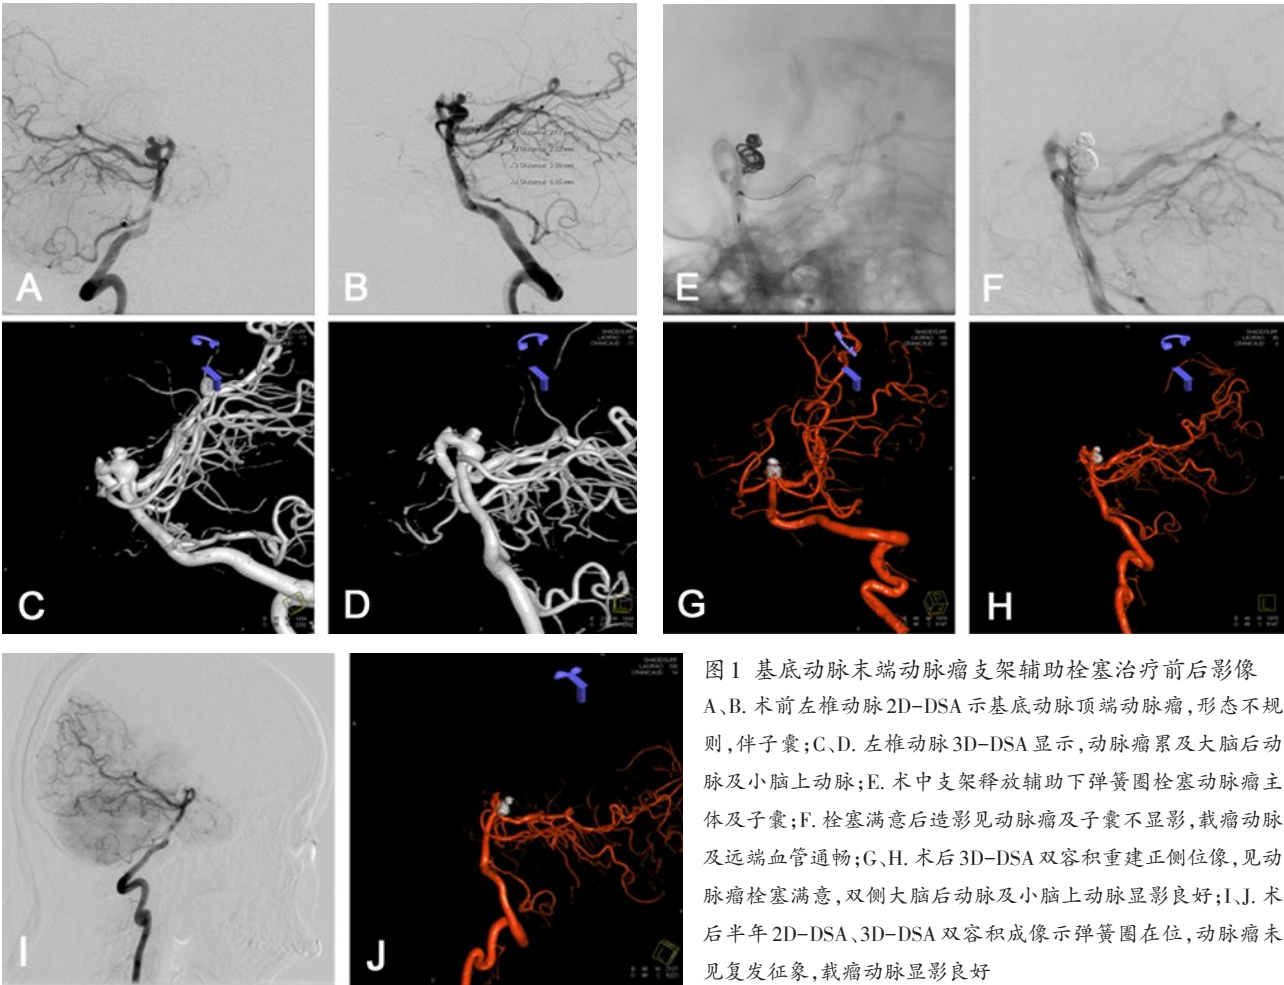 A
B
E
F
C
D
G
H
I
J
图1 基底动脉末端动脉瘤支架辅助栓塞治疗前后影像
A、B. 术前左椎动脉2D-DSA示基底动脉顶端动脉瘤,形态不规
则,伴子囊;C、D. 左椎动脉3D-DSA显示,动脉瘤累及大脑后动
脉及小脑上动脉;E. 术中支架释放辅助下弹簧圈栓塞动脉瘤主
体及子囊;F. 栓塞满意后造影见动脉瘤及子囊不显影,载瘤动脉
及远端血管通畅;G、H. 术后3D-DSA双容积重建正侧位像,见动
脉瘤栓塞满意,双侧大脑后动脉及小脑上动脉显影良好;I、J. 术
后半年2D-DSA、3D-DSA双容积成像示弹簧圈在位,动脉瘤未
见复发征象,载瘤动脉显影良好